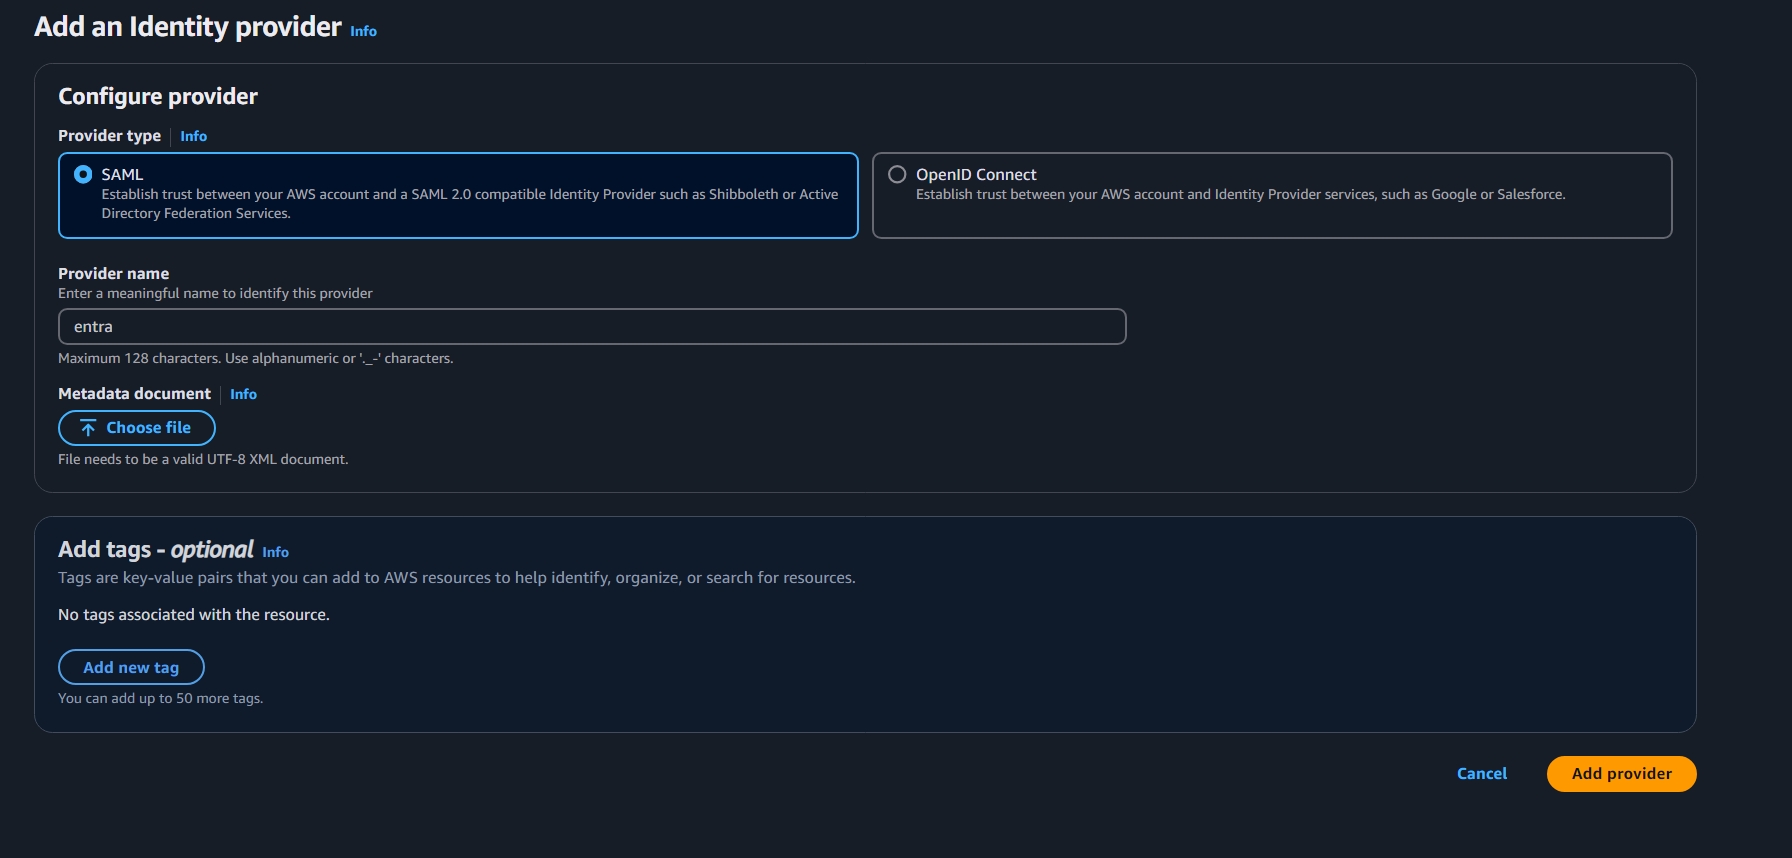 Add an Identity provider Info
Configure provider
Provider type Info
SAML
Establish trust between your AWS account and a SAML 2.0 compatible Identity Provider such as Shibboleth or Active
Directory Federation Services.
OpenID Connect
Establish trust between your AWS account and Identity Provider services, such as Google or Salesforce.
Provider name
Enter a meaningful name to identify this provider
entra
Maximum 128 characters. Use alphanumeric or '._-' characters.
Metadata document Info
Choose file
File needs to be a valid UTF-8 XML document.
Add tags - optional Info
Tags are key-value pairs that you can add to AWS resources to help identify, organize, or search for resources.
No tags associated with the resource.
Add new tag
You can add up to 50 more tags.
Cancel Add provider